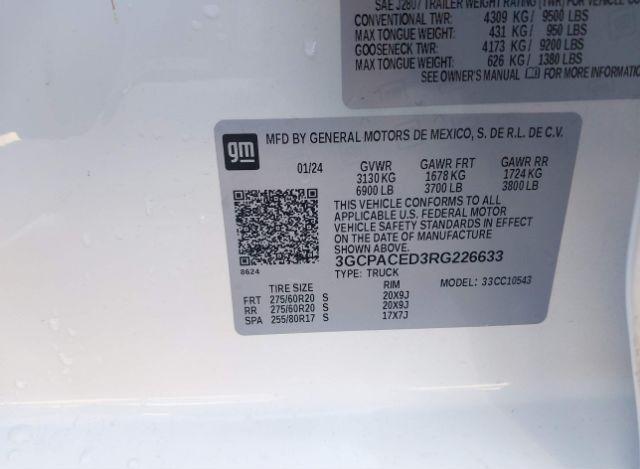 SAE J2807 TRAILER WEIGHT RATING (TWR) FOR VEHICLE
CONVENTIONAL TWR: 4309 KG/ 9500 LBS
MAX TONGUE WEIGHT: 431 KG/ 950 LBS
GOOSENECK TWR: 4173 KG/ 9200 LBS
MAX TONGUE WEIGHT: 626 KG/ 1380 LBS
SEE OWNER'S MANUAL FOR MORE INFORMATIO
gm MFD BY GENERAL MOTORS DE MEXICO, S. DE R.L. DE C.V.
01/24 GVWR GAWR FRT GAWR RR
3130 KG 1678 KG 1724 KG
6900 LB 3700 LB 3800 LB
THIS VEHICLE CONFORMS TO ALL
APPLICABLE U.S. FEDERAL MOTOR
VEHICLE SAFETY STANDARDS IN EFFECT
ON THE DATE OF MANUFACTURE
SHOWN ABOVE.
8624 3GCPACED3RG226633
TYPE: TRUCK MODEL: 33CC10543
TIRE SIZE RIM
FRT 275/60R20 S 20X9J
RR 275/60R20 S 20X9J
SPA 255/80R17 S 17X7J